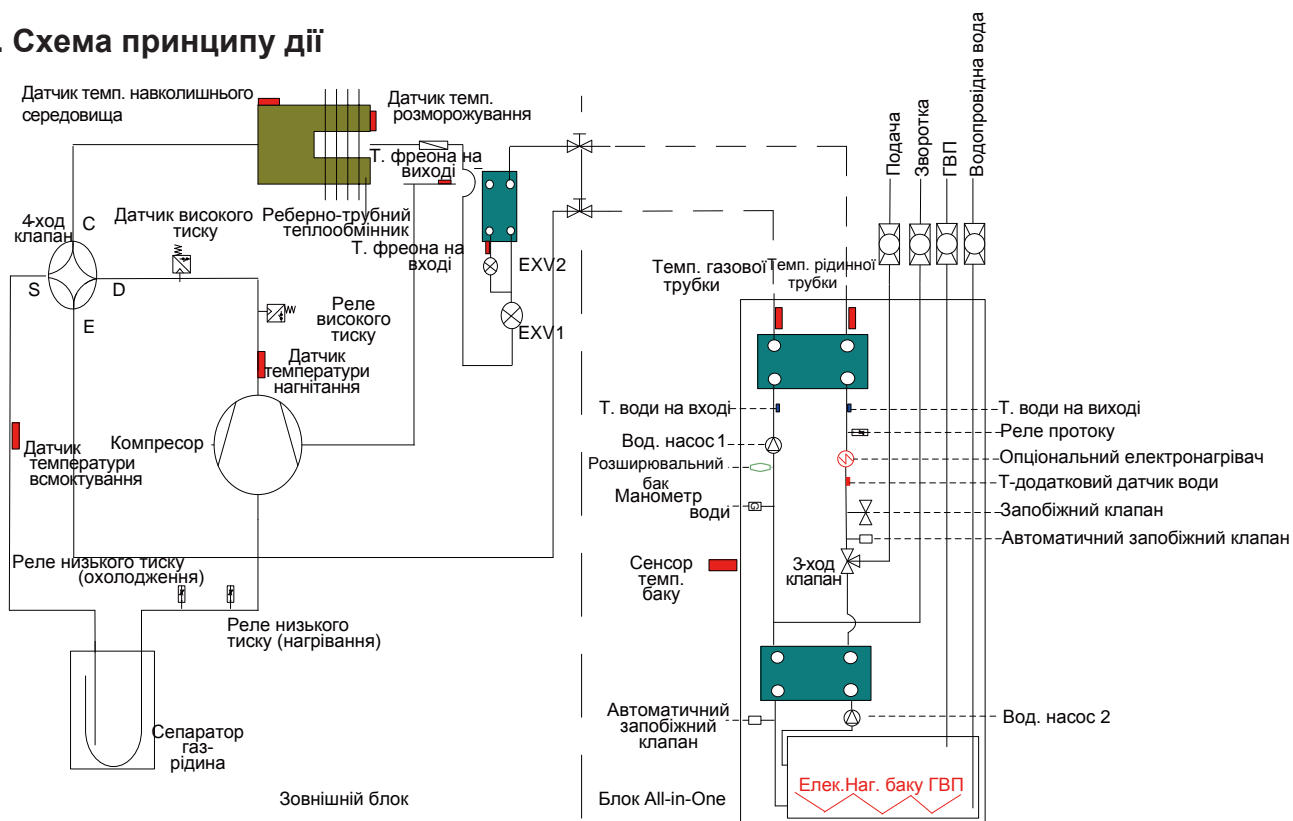 . Схема принципу дії
Датчик темп. навколишнього
середовища
Датчик темп.
розморожування
Т. фреона на
виході
4-ход
клапан
C
S
D
E
Датчик високого
тиску
Реберно-трубний
теплообмінник
Т. фреона на
вході
EXV2
EXV1
Реле
високого
тиску
Датчик
температури
нагнітання
Компресор
Датчик
температури
всмоктування
Реле низького тиску
(охолодження)
Реле низького
тиску (нагрівання)
Сепаратор
газ-
рідина
Зовнішній блок
Блок All-in-One
Подача
Зворотка
ГВП
Водопровідна вода
Темп. газової
трубки
Темп. рідинної
трубки
Т. води на вході
Вод. насос 1
Розширювальний
бак
Манометр
води
Сенсор
темп.
баку
3-ход
клапан
Т. води на виході
Реле протоку
Опціональний електронагрівач
Т-додатковий датчик води
Запобіжний клапан
Автоматичний запобіжний клапан
Автоматичний
запобіжний
клапан
Вод. насос 2
Елек.Наг. баку ГВП